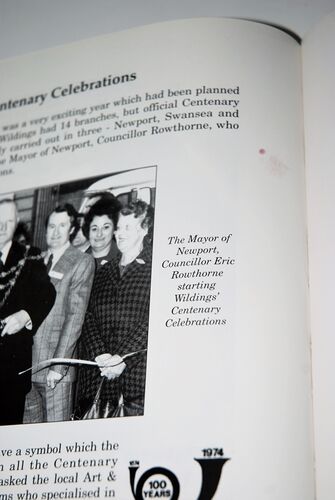 ntenary Celebrations
was a very exciting year which had been planned
Wildings had 14 branches, but official Centenary
ly carried out in three - Newport, Swansea and
e Mayor of Newport, Councillor Rowthorne, who
ons.
The Mayor of
Newport,
Councillor Eric
Rowthorne
starting
Wildings'
Centenary
Celebrations
ve a symbol which the
n all the Centenary
asked the local Art &
ms who specialised in
1974
100
YEARS